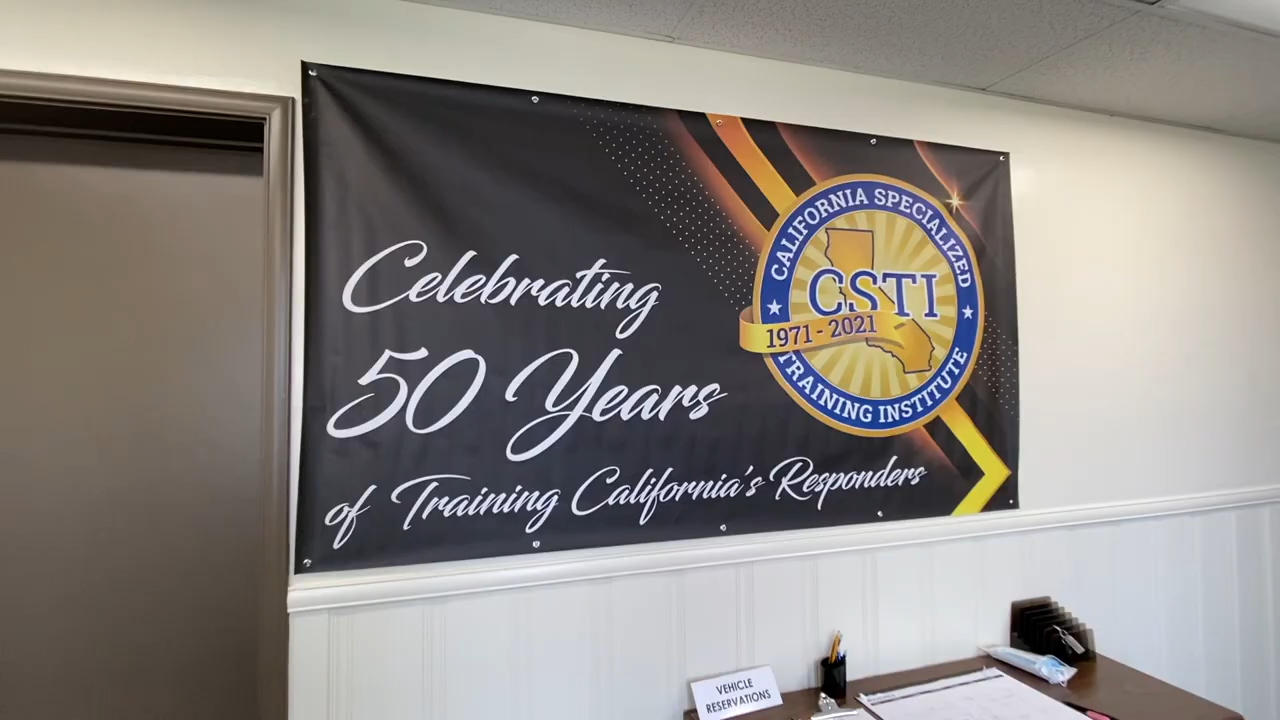 Celebrating
50 Years
of Training California's Responders
CALIFORNIA SPECIALIZED
CSTI
1971 - 2021
TRAINING INSTITUTE
VEHICLE
RESERVATIONS